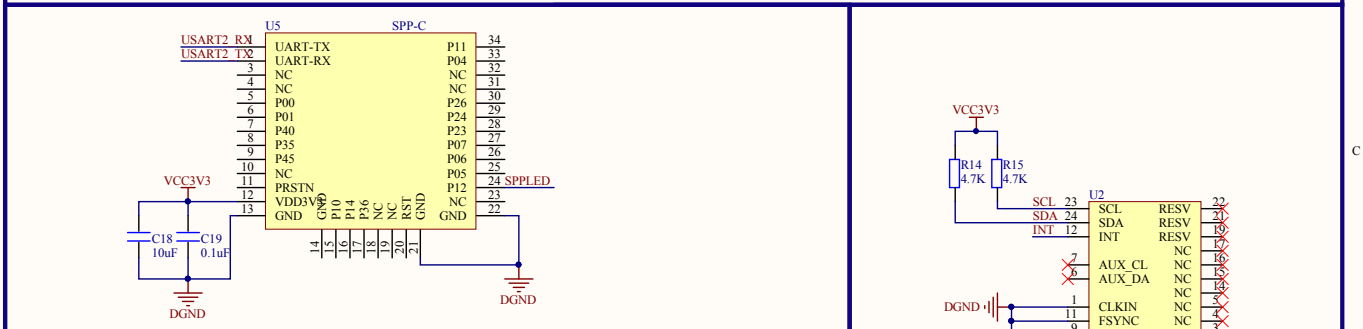 U5 SPP-C
USART2_RX 1 UART-TX P11 34
USART2_TX 2 UART-RX P04 33
3 NC NC 32
4 NC NC 31
5 P00 P26 30
6 P01 P24 29
7 P40 P23 28
8 P35 P07 27
9 P45 P06 26
10 NC P05 25
11 PRSTN P12 24 SPPLED
12 VDD3V3 NC 23
13 GND GND 22
GND P10 P14 P36 NC NC RST GND
14 15 16 17 18 19 20 21
VCC3V3
C18 C19
10uF 0.1uF
DGND
DGND
VCC3V3
R14 R15
4.7K 4.7K
C
U2
SCL 23 SCL RESV 22
SDA 24 SDA RESV 21
INT 12 INT RESV 19
NC 17
7 AUX_CL NC 16
6 AUX_DA NC 15
NC 14
DGND 1 CLKIN NC 5
11 FSYNC NC 4
9 3